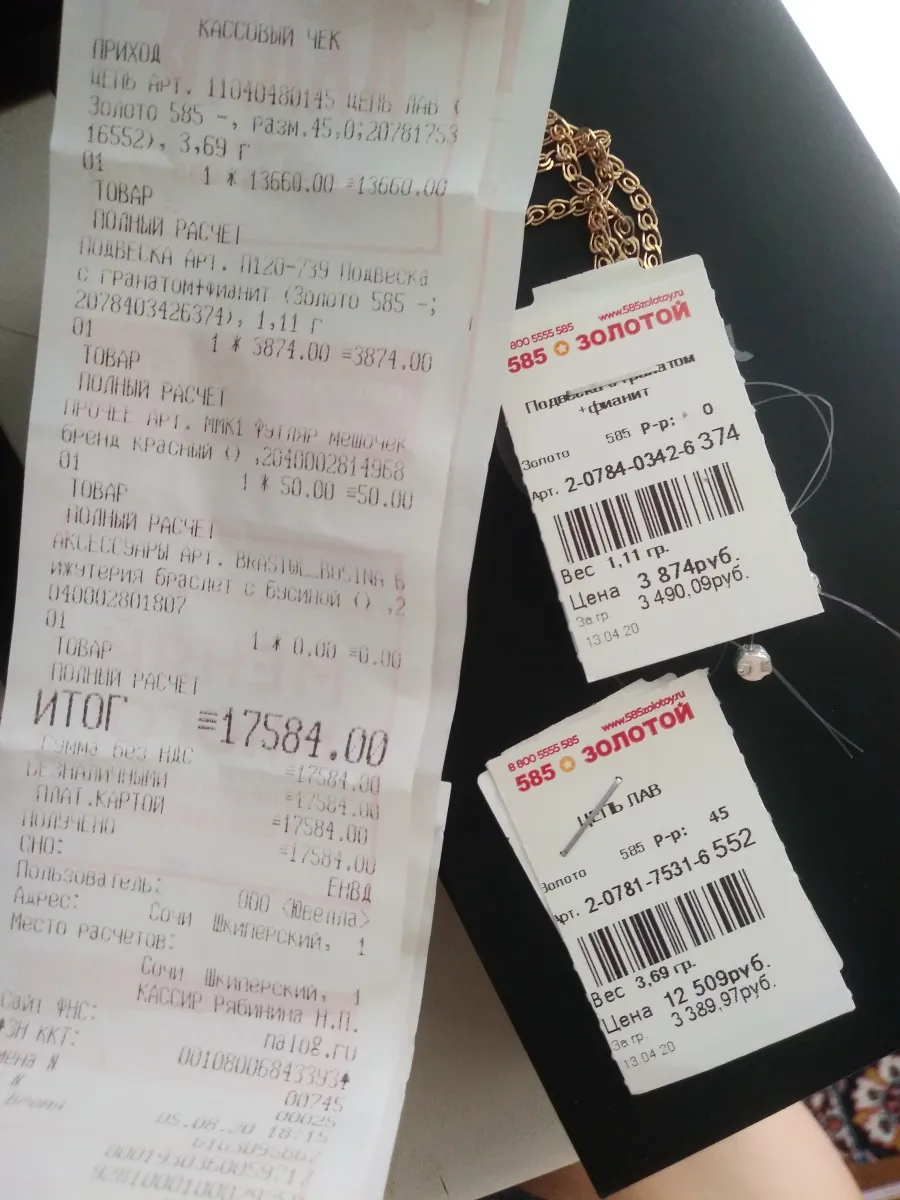 КАССОВЫЙ ЧЕК
ПРИХОД
ЦЕПЬ АРТ. 11040480145 ЦЕПЬ ЛАВ (
Золото 585 -, разм.45,0;20781753
16552), 3,69 г
01 1 * 13660.00 =13660.00
ТОВАР
ПОЛНЫЙ РАСЧЕТ
ПОДВЕСКА АРТ. П120-739 Подвеска
с гранатом+фианит (Золото 585 -;
2078403426374), 1,11 г
01 1 * 3874.00 =3874.00
ТОВАР
ПОЛНЫЙ РАСЧЕТ
ПРОЧЕЕ АРТ. ММК1 Футляр мешочек
бренд красный () ,2040002814968
01 1 * 50.00 =50.00
ТОВАР
ПОЛНЫЙ РАСЧЕТ
АКСЕССУАРЫ АРТ. BRASTWL_BUSINA б
ижутерия браслет с бусиной () ,2
040002801807
01 1 * 0.00 =0.00
ТОВАР
ПОЛНЫЙ РАСЧЕТ
ИТОГ =17584.00
Сумма без НДС =17584.00
БЕЗНАЛИЧНЫМИ =17584.00
ПЛАТ.КАРТОЙ =17584.00
ПОЛУЧЕНО =17584.00
СНО: ЕНВД
Пользователь: ООО <Ювелла>
Адрес: Сочи Шкиперский, 1
Место расчетов:
Сочи Шкиперский, 1
КАССИР РЯБИНИНА Н.П.
Сайт ФНС: nalog.ru
ЗН ККТ: 00108006843393
00745
00025
05.08.20 18:15
8 800 5555 585 www.585zolotoy.ru
585 ЗОЛОТОЙ
Подвеска с гранатом
+фианит
Золото 585 Р-р: 0
Арт. 2-0784-0342-6 374
Вес 1,11 гр.
Цена 3 874руб.
За гр. 3 490,09руб.
13.04.20
8 800 5555 585 www.585zolotoy.ru
585 ЗОЛОТОЙ
ЦЕПЬ ЛАВ
Золото 585 Р-р: 45
Арт. 2-0781-7531-6 552
Вес 3,69 гр.
Цена 12 509руб.
За гр. 3 389,97руб.
13.04.20